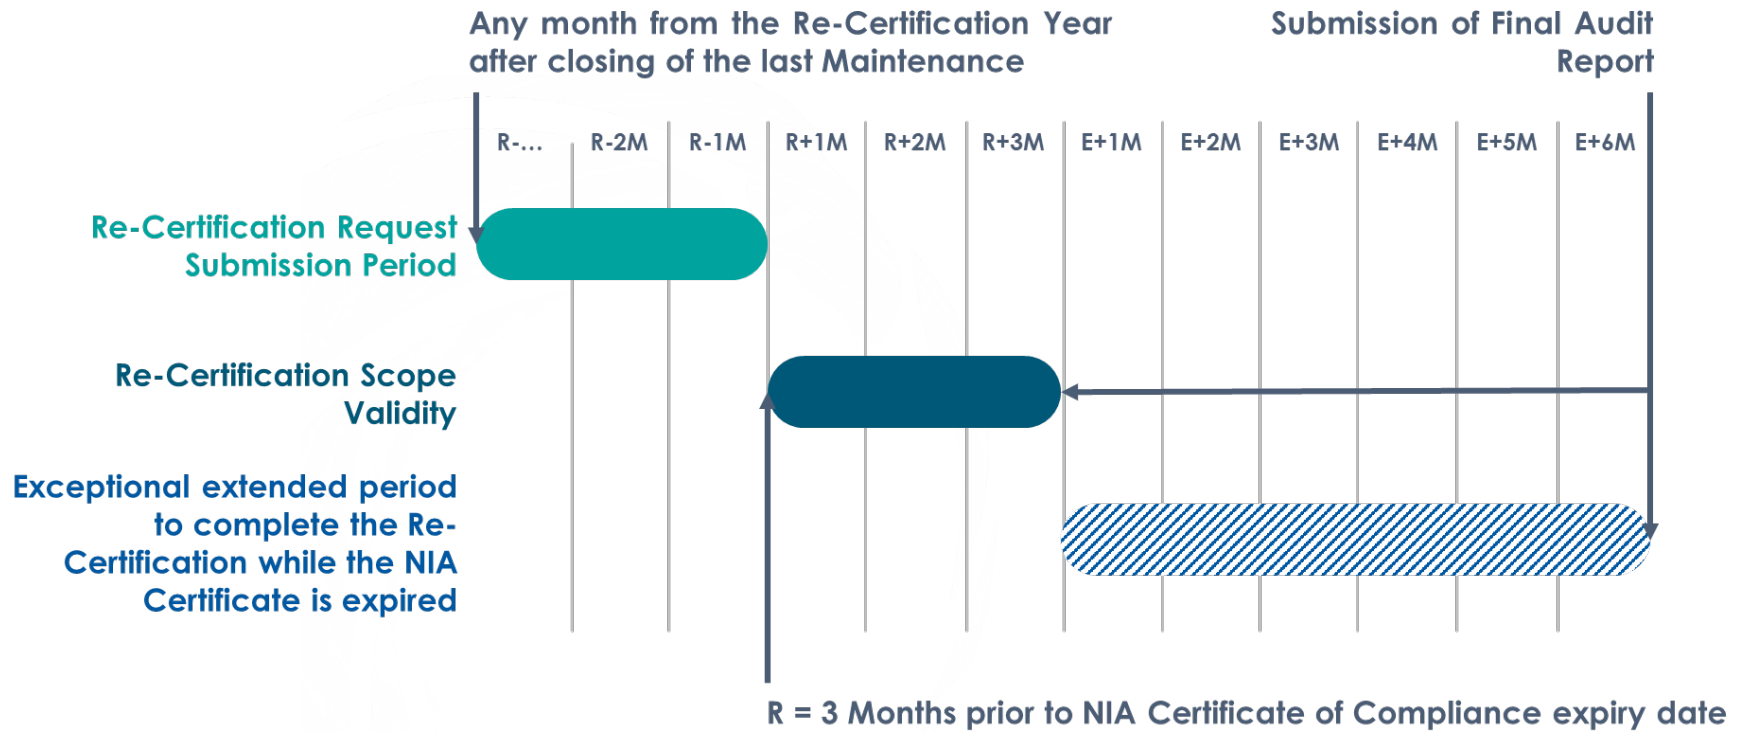 Any month from the Re-Certification Year
after closing of the last Maintenance
Submission of Final Audit
Report
R-... R-2M R-1M R+1M R+2M R+3M E+1M E+2M E+3M E+4M E+5M E+6M
Re-Certification Request
Submission Period
Re-Certification Scope
Validity
Exceptional extended period
to complete the Re-
Certification while the NIA
Certificate is expired
R = 3 Months prior to NIA Certificate of Compliance expiry date